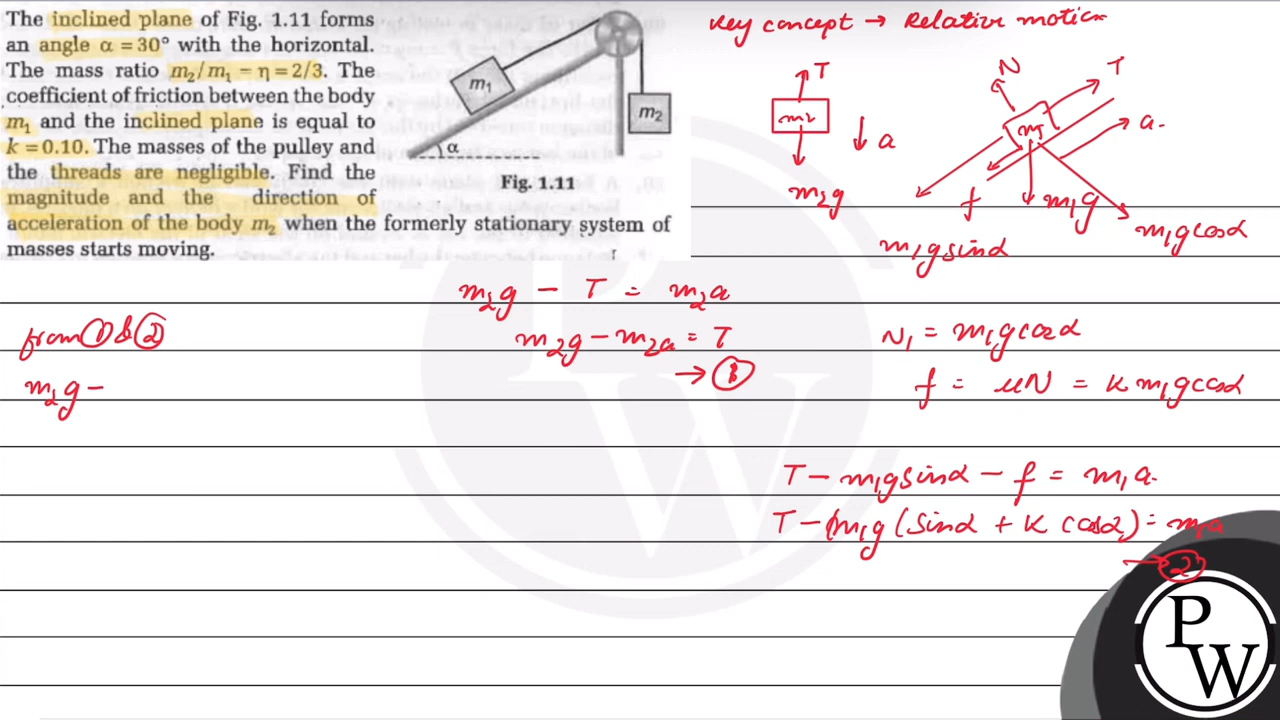 The inclined plane of Fig. 1.11 forms
an angle α = 30° with the horizontal.
The mass ratio m₂/m₁ = η = 2/3. The
coefficient of friction between the body
m₁ and the inclined plane is equal to
k = 0.10. The masses of the pulley and
the threads are negligible. Find the
magnitude and the direction of
acceleration of the body m₂ when the formerly stationary system of
masses starts moving.
m₁
m₂
α
Fig. 1.11
Key concept → Relative motion
T
m₂
a
m₂g
N
T
m₁
a.
f
m₁g
m₁g cosα
m₁g sinα
m₂g - T = m₂a
m₂g - m₂a = T
→ ①
N₁ = m₁g cosα
f = μN = K m₁g cosα
T - m₁g sinα - f = m₁a.
T - m₁g (sinα + K cosα) = m₁a
→ ②
from ① & ②
m₂g -
P
W
PW